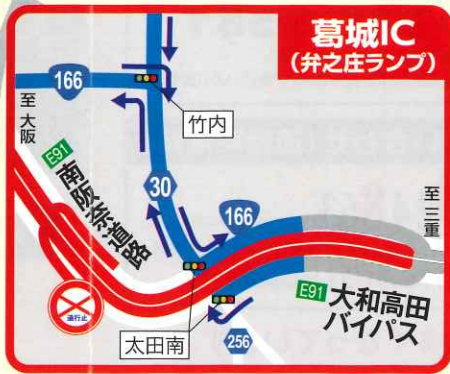 葛城IC
(弁之庄ランプ)
166
至 大阪
竹内
E91
南阪奈道路
30
166
至 三重
通行止
E91 大和高田
バイパス
太田南
256